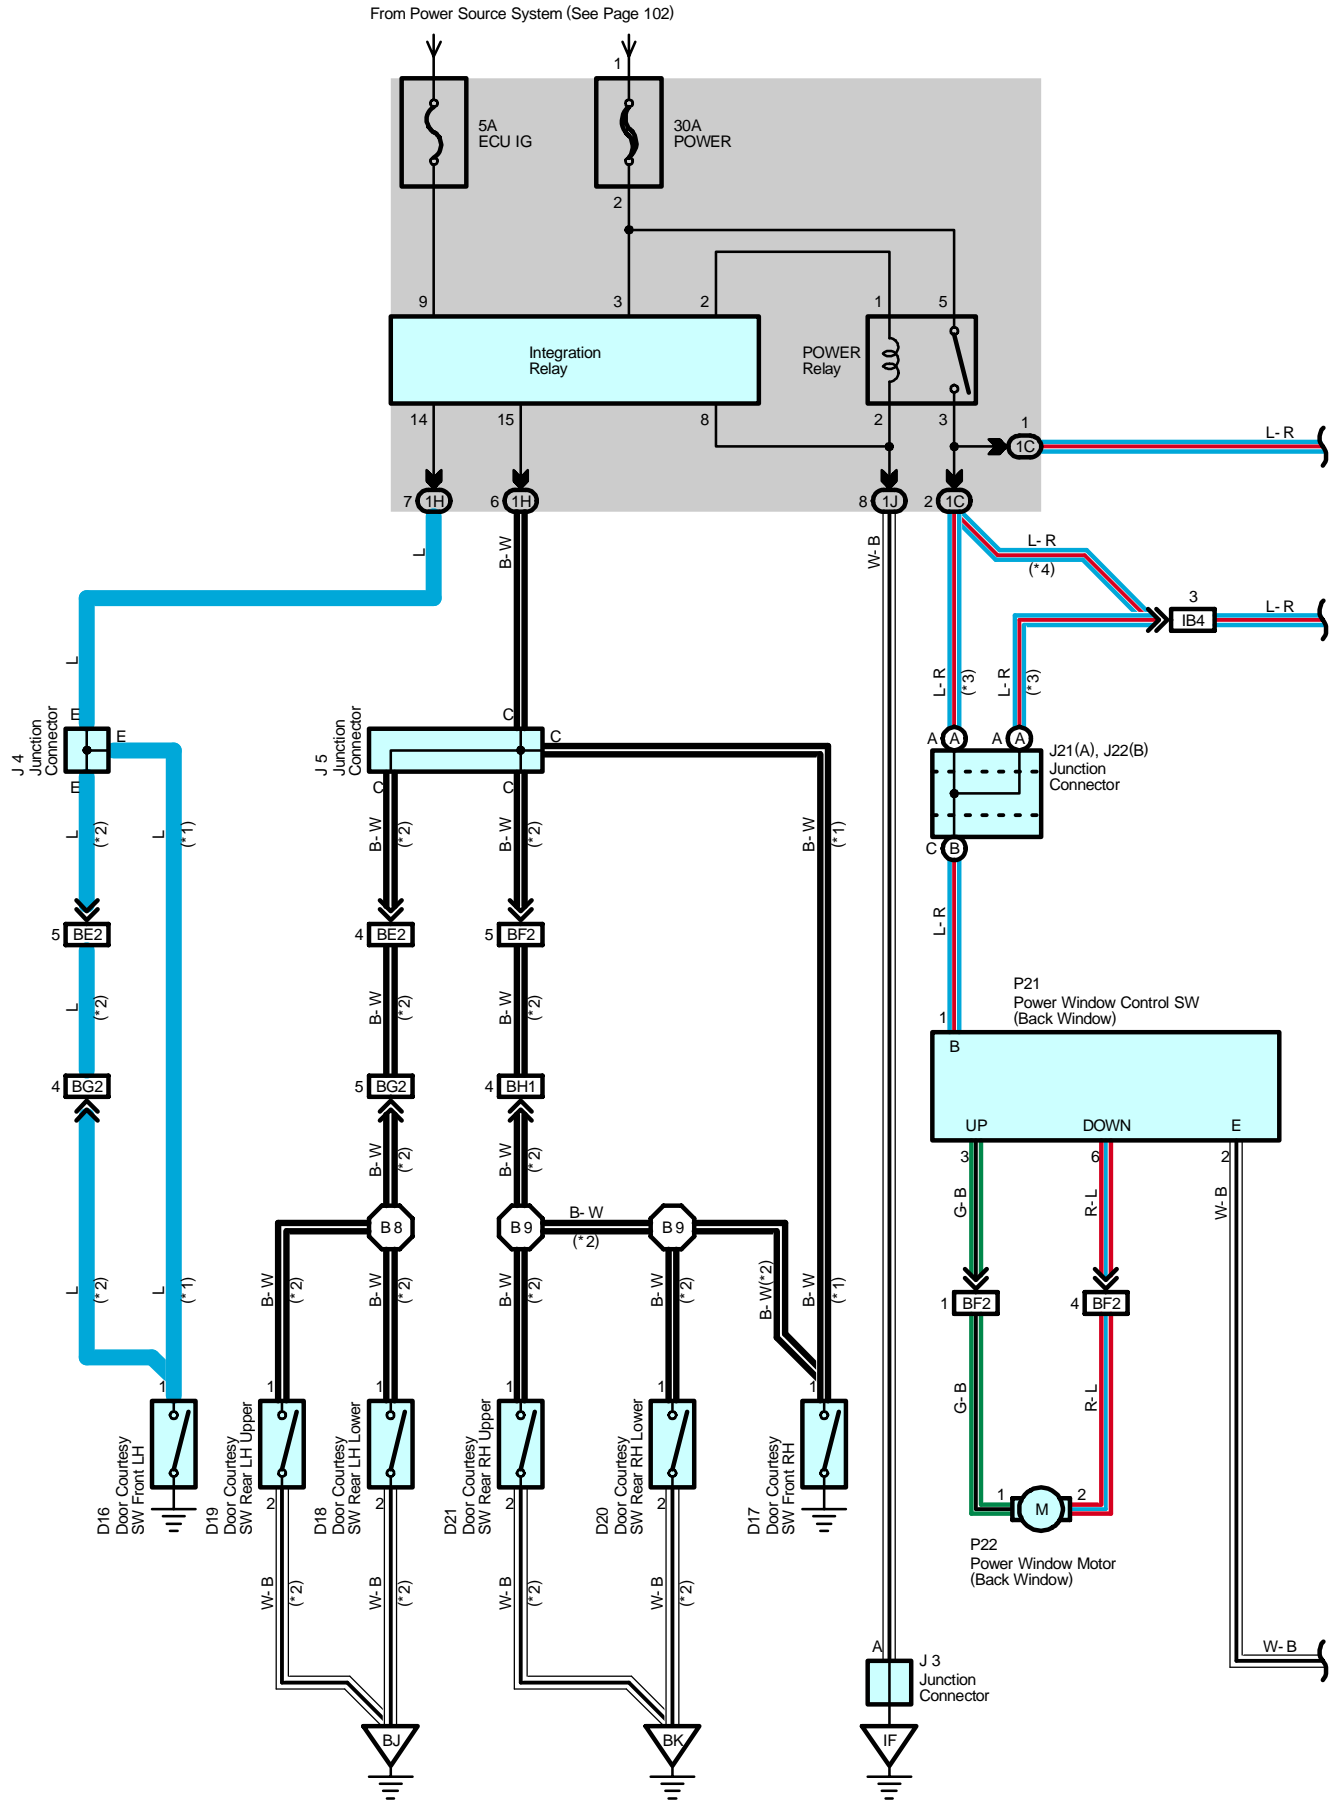 From Power Source System (See Page 102)
1
5A
ECU IG
30A
POWER
2
9
3
2
1
5
Integration
Relay
POWER
Relay
14
15
8
2
3
1
1C
L- R
7
1H
6
1H
8
1J
2
1C
L
B- W
W- B
L- R
(*4)
3
IB4
L- R
L
L- R
(*3)
L- R
(*3)
E
E
E
J 4
Junction
Connector
C
C
C
C
J 5
Junction
Connector
A
A
A
A
J21(A), J22(B)
Junction
Connector
C
B
L
(*2)
L
(*1)
B- W
(*2)
B- W
(*2)
B- W
(*1)
L- R
5
BE2
4
BE2
5
BF2
P21
Power Window Control SW
(Back Window)
L
(*2)
B- W
(*2)
B- W
(*2)
1
B
4
BG2
5
BG2
4
BH1
UP
DOWN
E
3
6
2
B- W
(*2)
B- W
(*2)
G- B
R- L
W- B
B 8
B 9
B- W
(*2)
B 9
L
(*2)
L
(*1)
B- W
(*2)
B- W
(*2)
B- W
(*2)
B- W
(*2)
B- W(*2)
B- W
(*1)
1
BF2
4
BF2
G- B
R- L
1
1
1
1
1
1
D16
Door Courtesy
SW Front LH
D19
Door Courtesy
SW Rear LH Upper
D18
Door Courtesy
SW Rear LH Lower
D21
Door Courtesy
SW Rear RH Upper
D20
Door Courtesy
SW Rear RH Lower
D17
Door Courtesy
SW Front RH
2
2
2
2
1
M
2
P22
Power Window Motor
(Back Window)
W- B
(*2)
W- B
(*2)
W- B
(*2)
W- B
(*2)
W- B
A
J 3
Junction
Connector
BJ
BK
IF